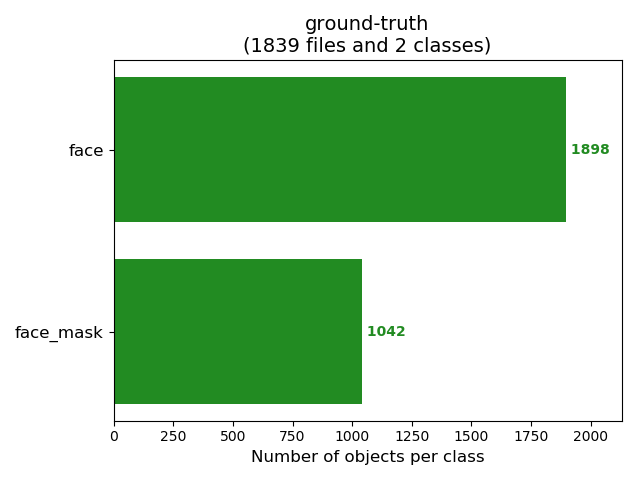 ground-truth
(1839 files and 2 classes)
face
1898
face_mask
1042
0 250 500 750 1000 1250 1500 1750 2000
Number of objects per class